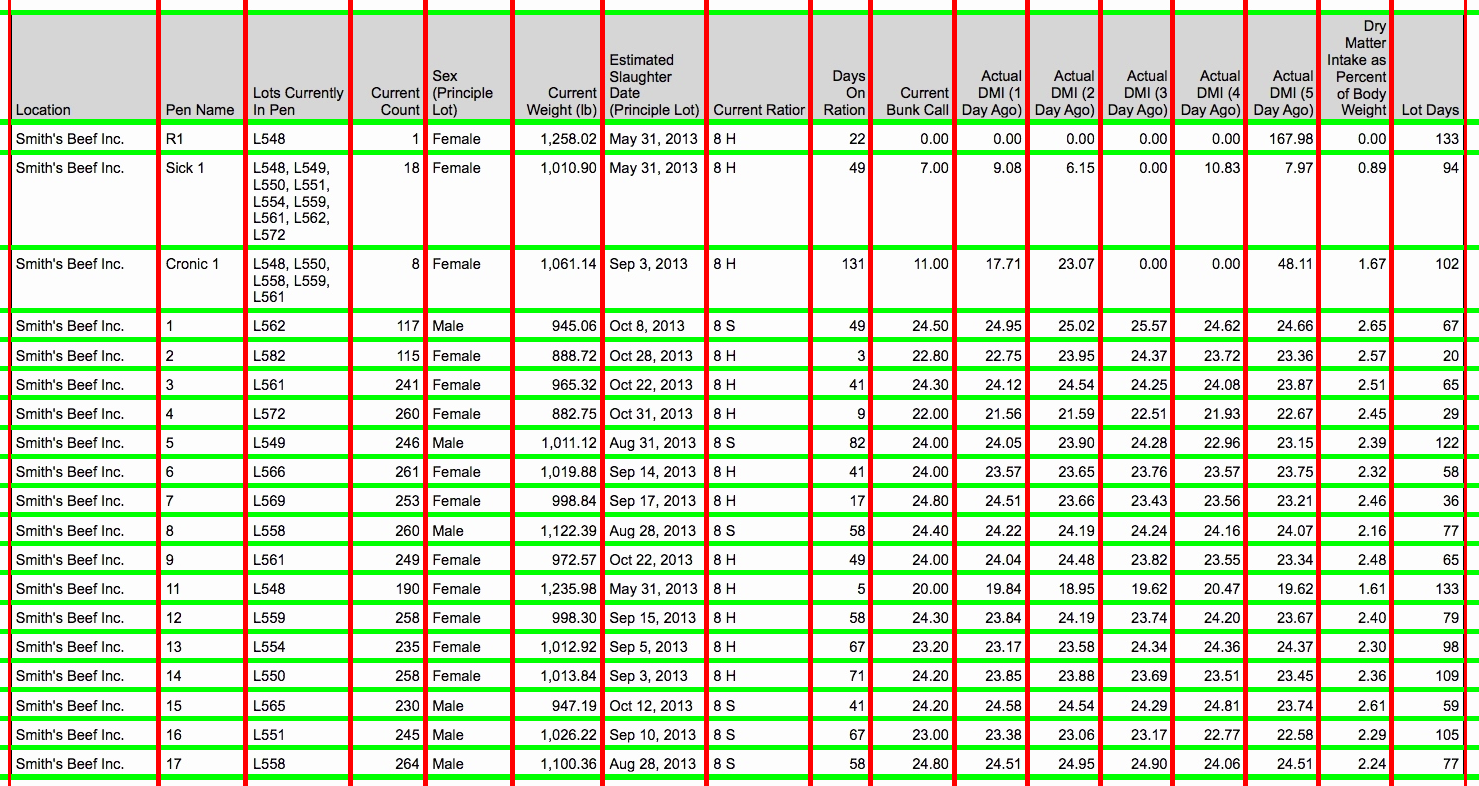 Location Pen Name Lots Currently In Pen Current Count Sex (Principle Lot) Current Weight (lb) Estimated Slaughter Date (Principle Lot) Current Ratior Days On Ration Current Bunk Call Actual DMI (1 Day Ago) Actual DMI (2 Day Ago) Actual DMI (3 Day Ago) Actual DMI (4 Day Ago) Actual DMI (5 Day Ago) Dry Matter Intake as Percent of Body Weight Lot Days
Smith's Beef Inc. R1 L548 1 Female 1,258.02 May 31, 2013 8 H 22 0.00 0.00 0.00 0.00 0.00 167.98 0.00 133
Smith's Beef Inc. Sick 1 L548, L549, 18 Female 1,010.90 May 31, 2013 8 H 49 7.00 9.08 6.15 0.00 10.83 7.97 0.89 94
L550, L551,
L554, L559,
L561, L562,
L572
Smith's Beef Inc. Cronic 1 L548, L550, 8 Female 1,061.14 Sep 3, 2013 8 H 131 11.00 17.71 23.07 0.00 0.00 48.11 1.67 102
L558, L559,
L561
Smith's Beef Inc. 1 L562 117 Male 945.06 Oct 8, 2013 8 S 49 24.50 24.95 25.02 25.57 24.62 24.66 2.65 67
Smith's Beef Inc. 2 L582 115 Female 888.72 Oct 28, 2013 8 H 3 22.80 22.75 23.95 24.37 23.72 23.36 2.57 20
Smith's Beef Inc. 3 L561 241 Female 965.32 Oct 22, 2013 8 H 41 24.30 24.12 24.54 24.25 24.08 23.87 2.51 65
Smith's Beef Inc. 4 L572 260 Female 882.75 Oct 31, 2013 8 H 9 22.00 21.56 21.59 22.51 21.93 22.67 2.45 29
Smith's Beef Inc. 5 L549 246 Male 1,011.12 Aug 31, 2013 8 S 82 24.00 24.05 23.90 24.28 22.96 23.15 2.39 122
Smith's Beef Inc. 6 L566 261 Female 1,019.88 Sep 14, 2013 8 H 41 24.00 23.57 23.65 23.76 23.57 23.75 2.32 58
Smith's Beef Inc. 7 L569 253 Female 998.84 Sep 17, 2013 8 H 17 24.80 24.51 23.66 23.43 23.56 23.21 2.46 36
Smith's Beef Inc. 8 L558 260 Male 1,122.39 Aug 28, 2013 8 S 58 24.40 24.22 24.19 24.24 24.16 24.07 2.16 77
Smith's Beef Inc. 9 L561 249 Female 972.57 Oct 22, 2013 8 H 49 24.00 24.04 24.48 23.82 23.55 23.34 2.48 65
Smith's Beef Inc. 11 L548 190 Female 1,235.98 May 31, 2013 8 H 5 20.00 19.84 18.95 19.62 20.47 19.62 1.61 133
Smith's Beef Inc. 12 L559 258 Female 998.30 Sep 15, 2013 8 H 58 24.30 23.84 24.19 23.74 24.20 23.67 2.40 79
Smith's Beef Inc. 13 L554 235 Female 1,012.92 Sep 5, 2013 8 H 67 23.20 23.17 23.58 24.34 24.36 24.37 2.30 98
Smith's Beef Inc. 14 L550 258 Female 1,013.84 Sep 3, 2013 8 H 71 24.20 23.85 23.88 23.69 23.51 23.45 2.36 109
Smith's Beef Inc. 15 L565 230 Male 947.19 Oct 12, 2013 8 S 41 24.20 24.58 24.54 24.29 24.81 23.74 2.61 59
Smith's Beef Inc. 16 L551 245 Male 1,026.22 Sep 10, 2013 8 S 67 23.00 23.38 23.06 23.17 22.77 22.58 2.29 105
Smith's Beef Inc. 17 L558 264 Male 1,100.36 Aug 28, 2013 8 S 58 24.80 24.51 24.95 24.90 24.06 24.51 2.24 77